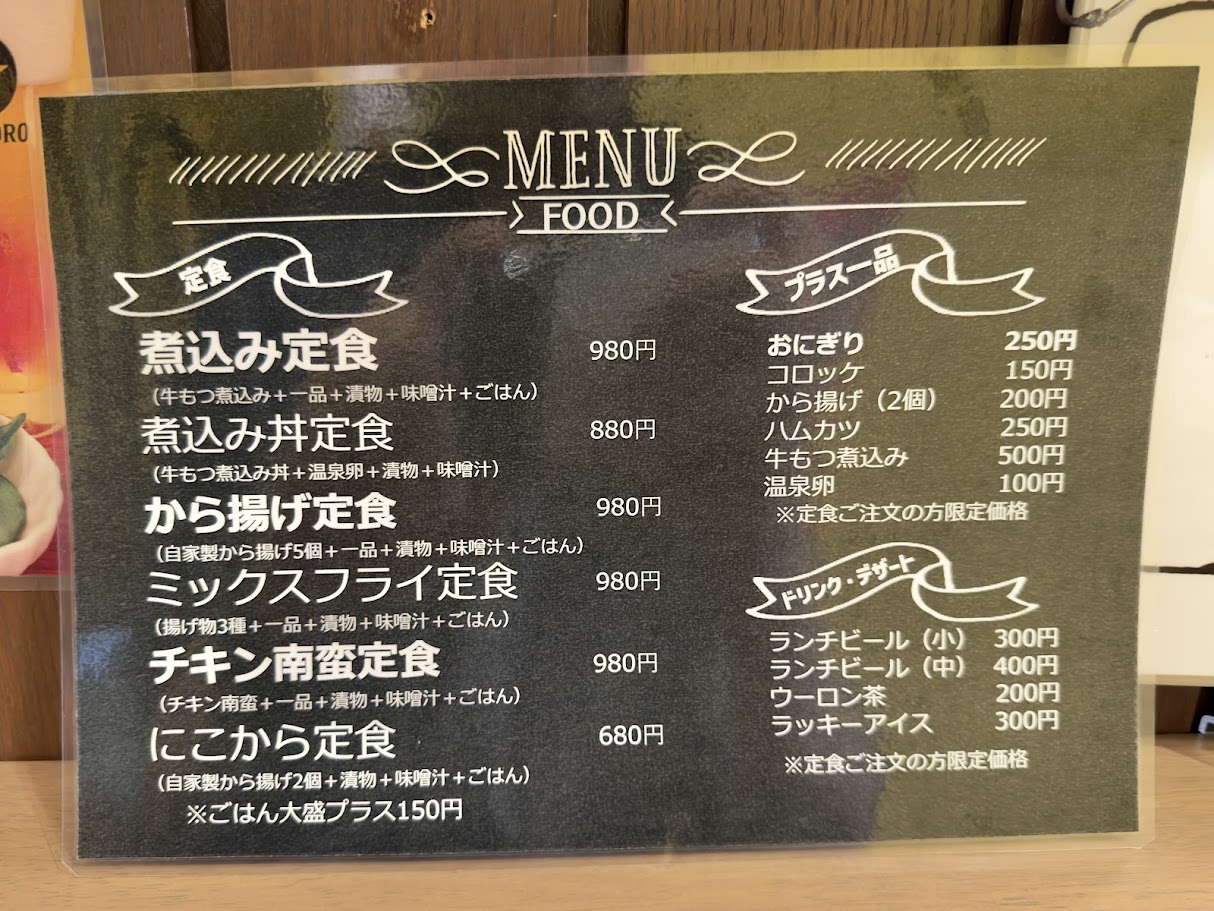 MENU
FOOD
定食
煮込み定食 980円
（牛もつ煮込み＋一品＋漬物＋味噌汁＋ごはん）
煮込み丼定食 880円
（牛もつ煮込み丼＋温泉卵＋漬物＋味噌汁）
から揚げ定食 980円
（自家製から揚げ5個＋一品＋漬物＋味噌汁＋ごはん）
ミックスフライ定食 980円
（揚げ物3種＋一品＋漬物＋味噌汁＋ごはん）
チキン南蛮定食 980円
（チキン南蛮＋一品＋漬物＋味噌汁＋ごはん）
にこから定食 680円
（自家製から揚げ2個＋漬物＋味噌汁＋ごはん）
※ごはん大盛プラス150円
プラス一品
おにぎり 250円
コロッケ 150円
から揚げ（2個） 200円
ハムカツ 250円
牛もつ煮込み 500円
温泉卵 100円
※定食ご注文の方限定価格
ドリンク・デザート
ランチビール（小） 300円
ランチビール（中） 400円
ウーロン茶 200円
ラッキーアイス 300円
※定食ご注文の方限定価格